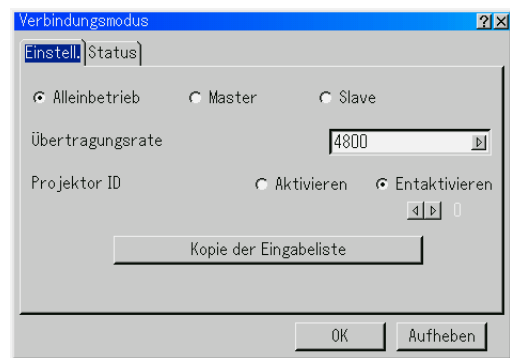 Verbindungsmodus
Einstell. Status
Alleinbetrieb Master Slave
Übertragungsrate 4800
Projektor ID Aktivieren Entaktivieren
0
Kopie der Eingabeliste
OK Aufheben